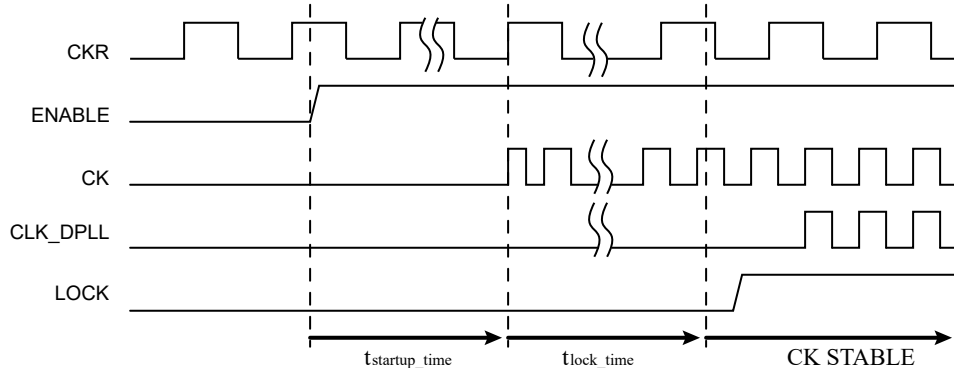 CKR
ENABLE
CK
CLK_DPLL
LOCK
tstartup_time
tlock_time
CK STABLE